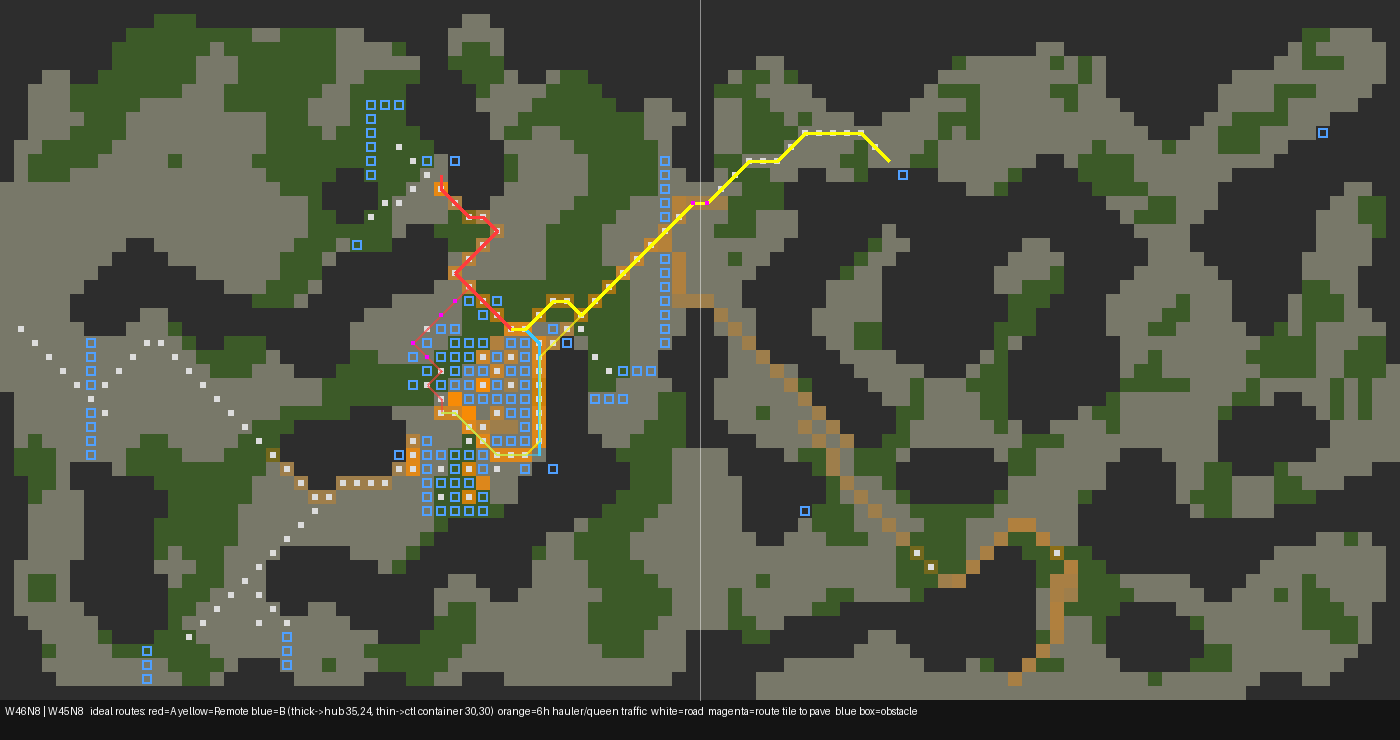 W46N8 | W45N8   ideal routes: red=A yellow=Remote blue=B (thick->hub 35,24, thin->ctl container 30,30)  orange=6h hauler/queen traffic  white=road  magenta=route tile to pave  blue box=obstacle